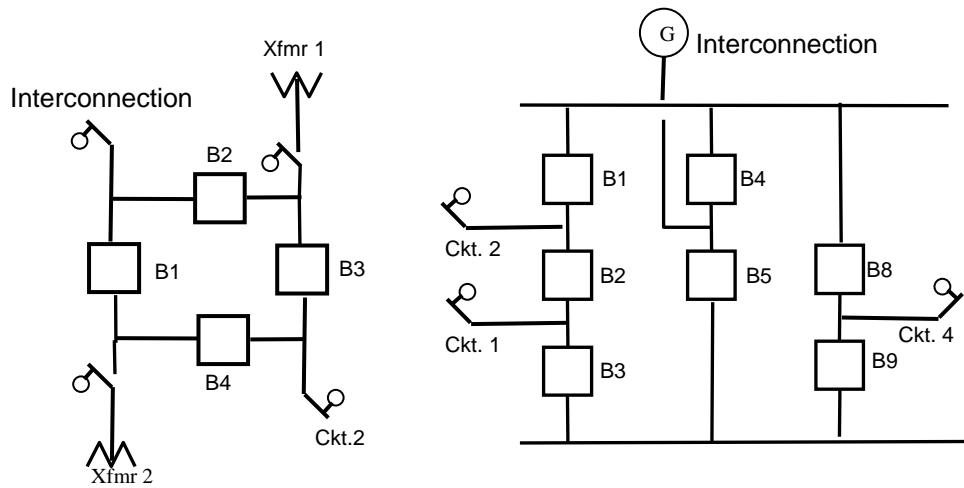 Xfmr 1
Interconnection
B2
B1
B3
B4
Ckt.2
Xfmr 2
G
Interconnection
B1
B4
Ckt. 2
B2
B5
B8
Ckt. 1
Ckt. 4
B3
B9